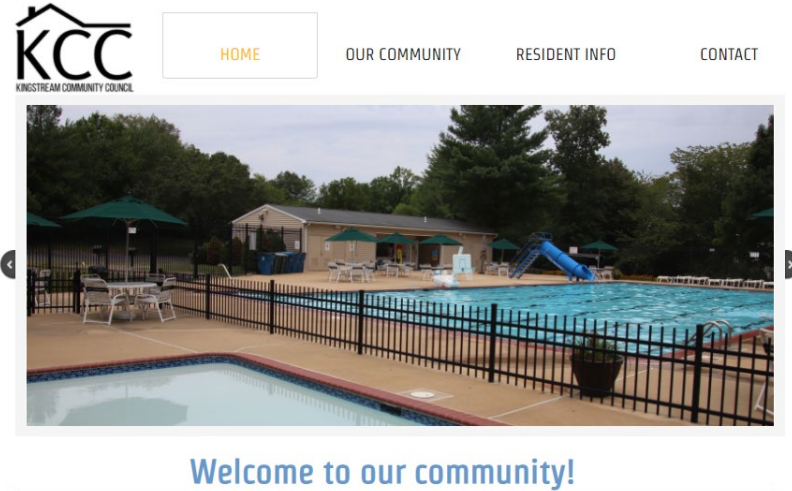 KCC
KINGSTREAM COMMUNITY COUNCIL
HOME
OUR COMMUNITY
RESIDENT INFO
CONTACT
Welcome to our community!